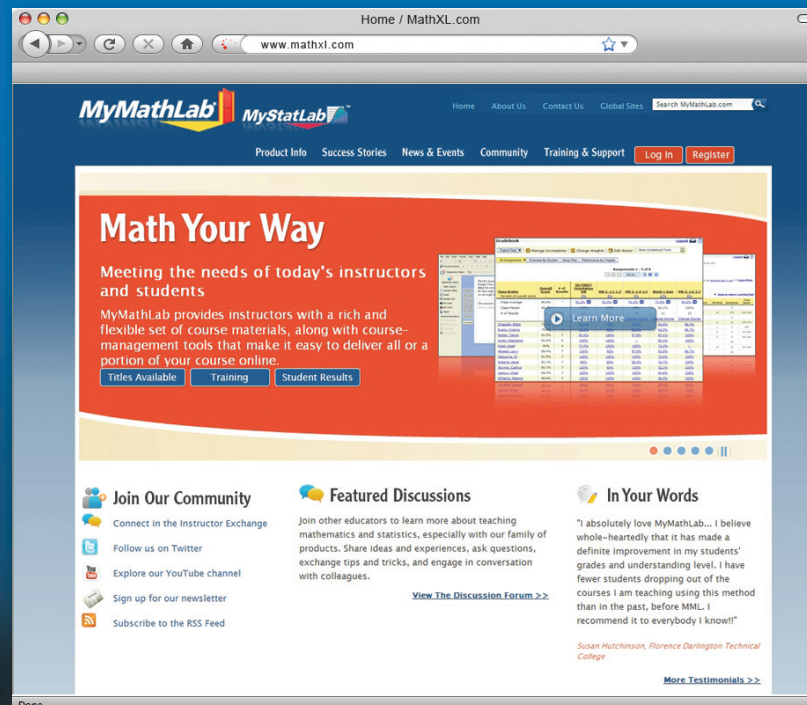 Home / MathXL.com
www.mathxl.com
MyMathLab MyStatLab
Home About Us Contact Us Global Sites Search MyMathLab.com
Product Info Success Stories News & Events Community Training & Support Log In Register
Math Your Way
Meeting the needs of today's instructors
and students
MyMathLab provides instructors with a rich and
flexible set of course materials, along with course-
management tools that make it easy to deliver all or a
portion of your course online.
Titles Available Training Student Results
Gradebook
Learn More
Join Our Community
Connect in the Instructor Exchange
Follow us on Twitter
Explore our YouTube channel
Sign up for our newsletter
Subscribe to the RSS Feed
Featured Discussions
Join other educators to learn more about teaching
mathematics and statistics, especially with our family of
products. Share ideas and experiences, ask questions,
exchange tips and tricks, and engage in conversation
with colleagues.
View The Discussion Forum >>
In Your Words
"I absolutely love MyMathLab... I believe
whole-heartedly that it has made a
definite improvement in my students'
grades and understanding level. I have
fewer students dropping out of the
courses I am teaching using this method
than in the past, before MML. I
recommend it to everybody I know!!"
Susan Hutchinson, Florence Darlington Technical
College
More Testimonials >>